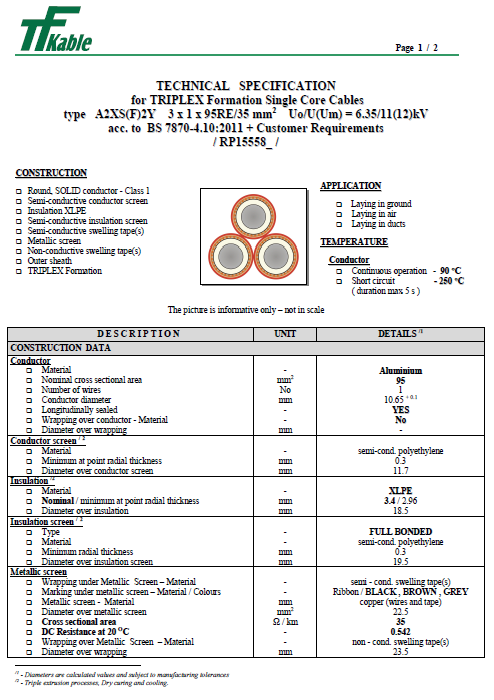 TF Kable
Page 1 / 2
TECHNICAL SPECIFICATION
for TRIPLEX Formation Single Core Cables
type A2XS(F)2Y 3 x 1 x 95RE/35 mm² Uo/U(Um) = 6.35/11(12)kV
acc. to BS 7870-4.10:2011 + Customer Requirements
/ RP15558_ /
CONSTRUCTION
Round, SOLID conductor - Class 1
Semi-conductive conductor screen
Insulation XLPE
Semi-conductive insulation screen
Semi-conductive swelling tape(s)
Metallic screen
Non-conductive swelling tape(s)
Outer sheath
TRIPLEX Formation
APPLICATION
Laying in ground
Laying in air
Laying in ducts
TEMPERATURE
Conductor
Continuous operation - 90 ºC
Short circuit - 250 ºC
( duration max 5 s )
The picture is informative only – not in scale
DESCRIPTION UNIT DETAILS /1
CONSTRUCTION DATA
Conductor
Material - Aluminium
Nominal cross sectional area mm² 95
Number of wires No 1
Conductor diameter mm 10.65 + 0.1
Longitudinally sealed - YES
Wrapping over conductor - Material - No
Diameter over wrapping mm -
Conductor screen / 2
Material - semi-cond. polyethylene
Minimum at point radial thickness mm 0.3
Diameter over conductor screen mm 11.7
Insulation /2
Material - XLPE
Nominal / minimum at point radial thickness mm 3.4 / 2.96
Diameter over insulation mm 18.5
Insulation screen / 2
Type - FULL BONDED
Material - semi-cond. polyethylene
Minimum radial thickness mm 0.3
Diameter over insulation screen mm 19.5
Metallic screen
Wrapping under Metallic Screen – Material - semi - cond. swelling tape(s)
Marking under metallic screen – Material / Colours - Ribbon / BLACK , BROWN , GREY
Metallic screen - Material mm copper (wires and tape)
Diameter over metallic screen mm² 22.5
Cross sectional area Ω / km 35
DC Resistance at 20 ºC - 0.542
Wrapping over Metallic Screen – Material - non - cond. swelling tape(s)
Diameter over wrapping mm 23.5
/1 - Diameters are calculated values and subject to manufacturing tolerances
/2 - Triple extrusion processes, Dry curing and cooling.